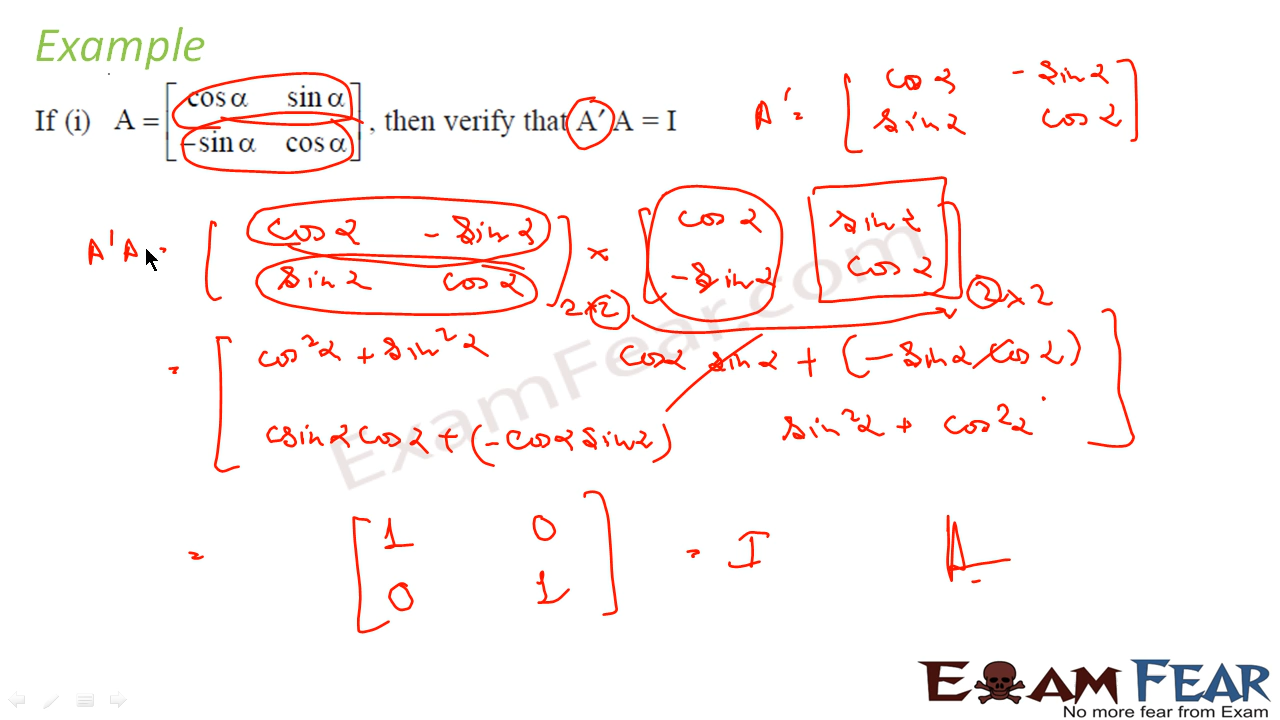 Example
If (i) A = [ cos α sin α ; −sin α cos α ] , then verify that A′ A = I
A' = [ cos α − sin α ; sin α cos α ]
A'A = [ cos α − sin α ; sin α cos α ] 2×2 × [ cos α sin α ; − sin α cos α ] 2×2
= [ cos²α + sin²α cos α sin α + (− sin α cos α)
csin α cos α + (− cos α sin α) sin²α + cos²α ]
= [ 1 0 ; 0 1 ] = I
ExamFear.com
EXAM FEAR
No more fear from Exam